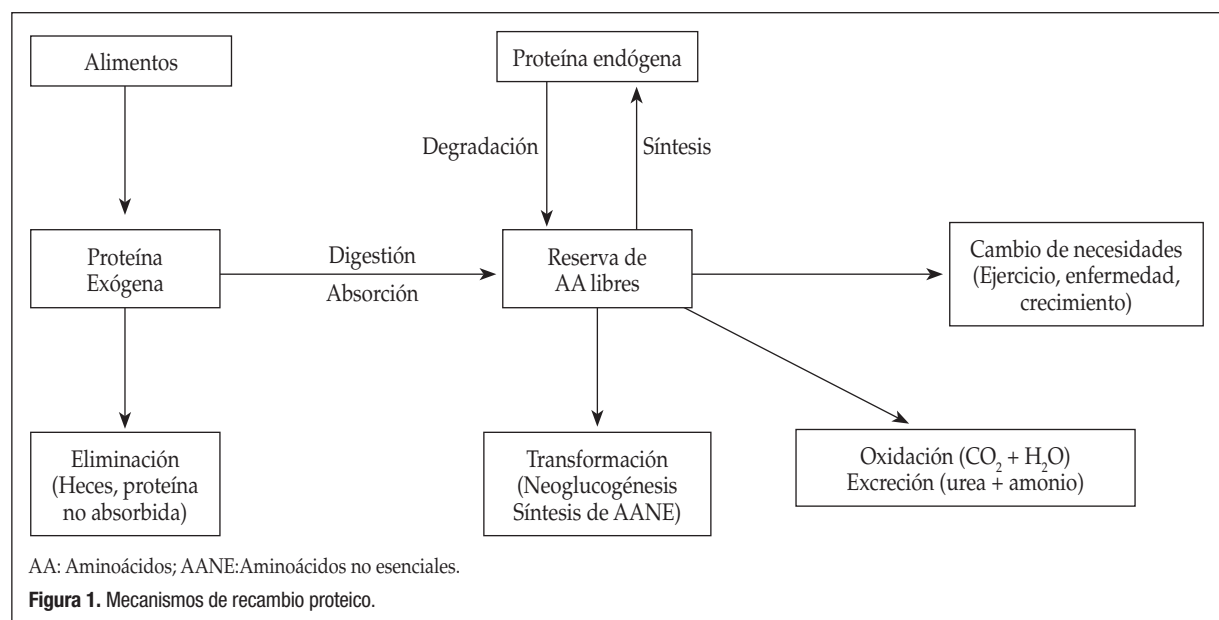 Alimentos
Proteína endógena
Degradación
Síntesis
Proteína
Exógena
Digestión
Absorción
Reserva de
AA libres
Cambio de necesidades
(Ejercicio, enfermedad,
crecimiento)
Eliminación
(Heces, proteína
no absorbida)
Transformación
(Neoglucogénesis
Síntesis de AANE)
Oxidación (CO₂ + H₂O)
Excreción (urea + amonio)
AA: Aminoácidos; AANE:Aminoácidos no esenciales.
Figura 1. Mecanismos de recambio proteico.